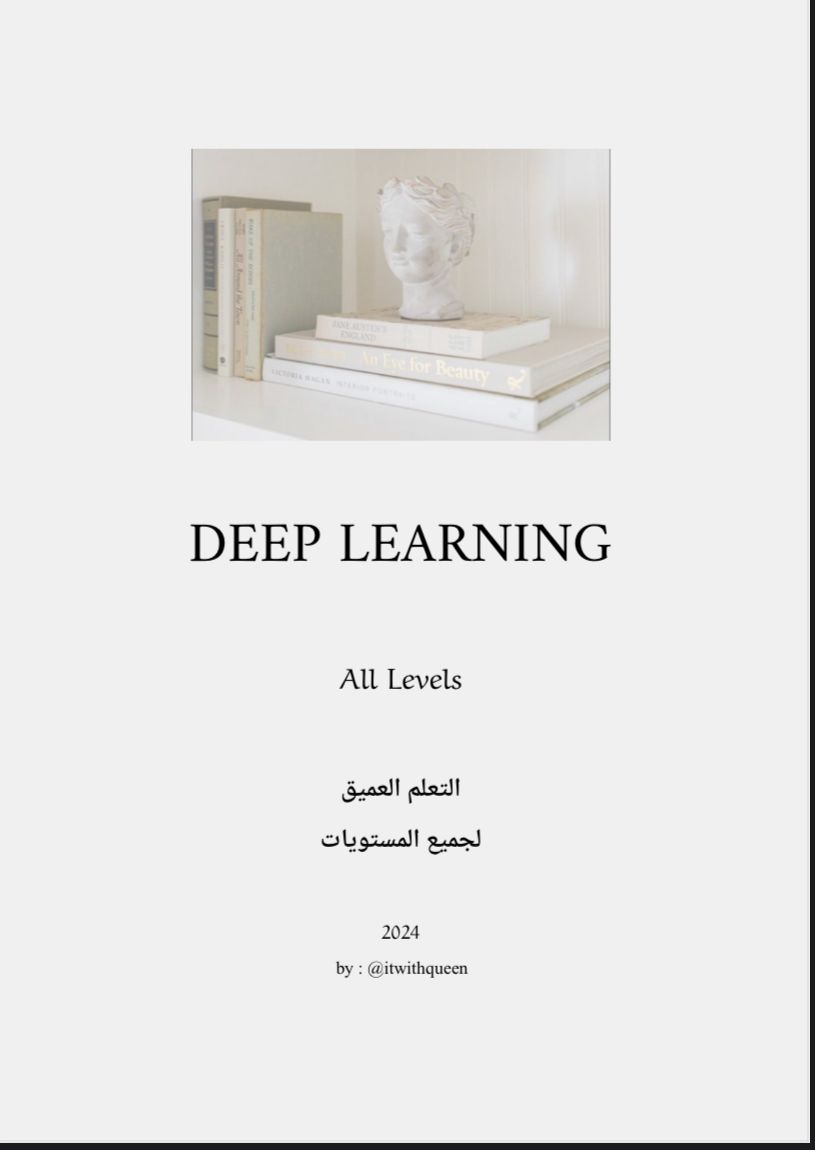 JANE AUSTEN'S
ENGLAND
An Eye for Beauty
VICTORIA HAGAN INTERIOR PORTRAITS
DEEP LEARNING
All Levels
التعلم العميق
لجميع المستويات
2024
by : @itwithqueen